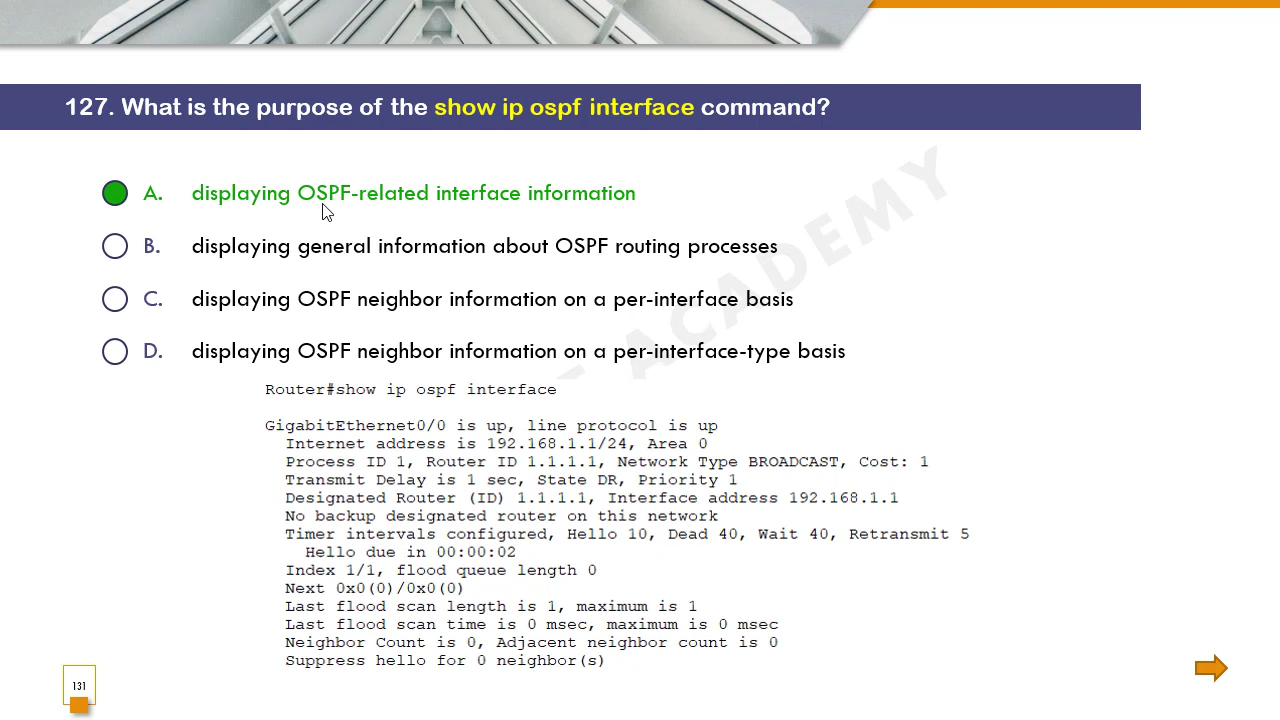 127. What is the purpose of the show ip ospf interface command?
A. displaying OSPF-related interface information
B. displaying general information about OSPF routing processes
C. displaying OSPF neighbor information on a per-interface basis
D. displaying OSPF neighbor information on a per-interface-type basis
ACADEMY
Router#show ip ospf interface
GigabitEthernet0/0 is up, line protocol is up
Internet address is 192.168.1.1/24, Area 0
Process ID 1, Router ID 1.1.1.1, Network Type BROADCAST, Cost: 1
Transmit Delay is 1 sec, State DR, Priority 1
Designated Router (ID) 1.1.1.1, Interface address 192.168.1.1
No backup designated router on this network
Timer intervals configured, Hello 10, Dead 40, Wait 40, Retransmit 5
Hello due in 00:00:02
Index 1/1, flood queue length 0
Next 0x0(0)/0x0(0)
Last flood scan length is 1, maximum is 1
Last flood scan time is 0 msec, maximum is 0 msec
Neighbor Count is 0, Adjacent neighbor count is 0
Suppress hello for 0 neighbor(s)
131